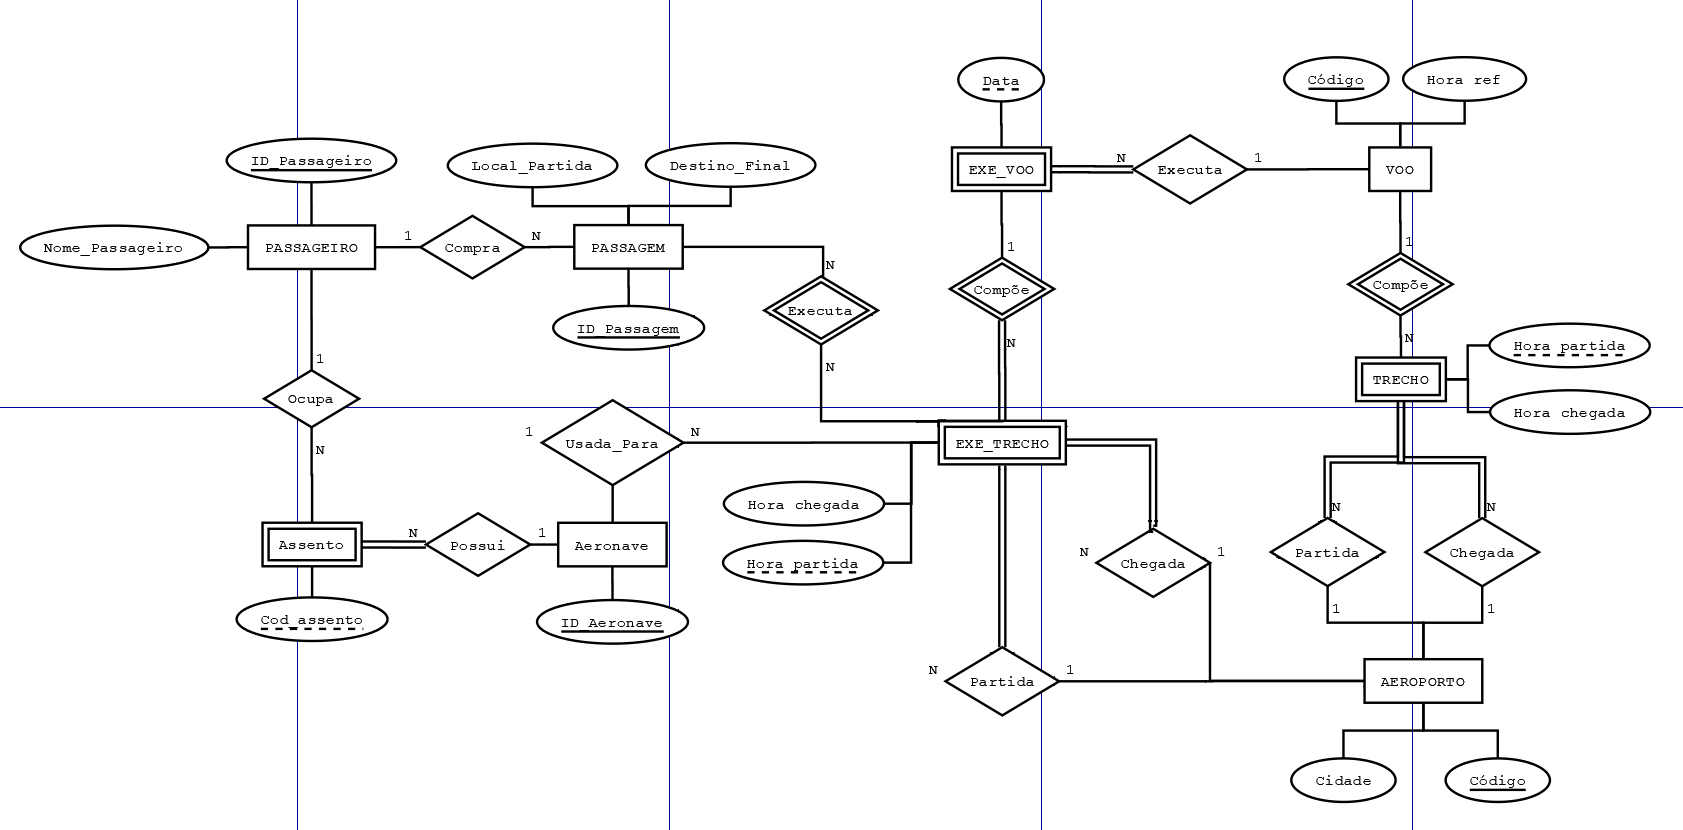 Data
Código
Hora ref
ID_Passageiro
Local_Partida
Destino_Final
EXE_VOO
N
Executa
1
VOO
Nome_Passageiro
PASSAGEIRO
1
Compra
N
PASSAGEM
N
1
1
Compõe
Compõe
Executa
ID_Passagem
N
N
Hora partida
1
N
TRECHO
Ocupa
Hora chegada
1
Usada_Para
N
EXE_TRECHO
N
Hora chegada
N
N
Assento
N
Possui
1
Aeronave
N
Chegada
1
Partida
Chegada
Hora partida
Cod_assento
ID_Aeronave
1
1
N
Partida
1
AEROPORTO
Cidade
Código